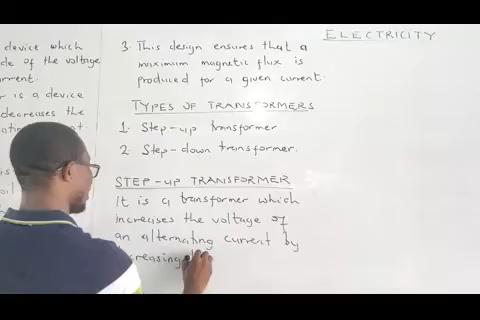 device which
de of the voltage
rrent.
r is a device
decreases the
3. This design ensures that a
maximum magnetic flux is
produced for a given current.
TYPES OF TRANSFORMERS
1. Step-up transformer
2. Step-down transformer.
STEP-UP TRANSFORMER
It is a transformer which
increases the voltage of
an alternating current by
increasing
ELECTRICITY